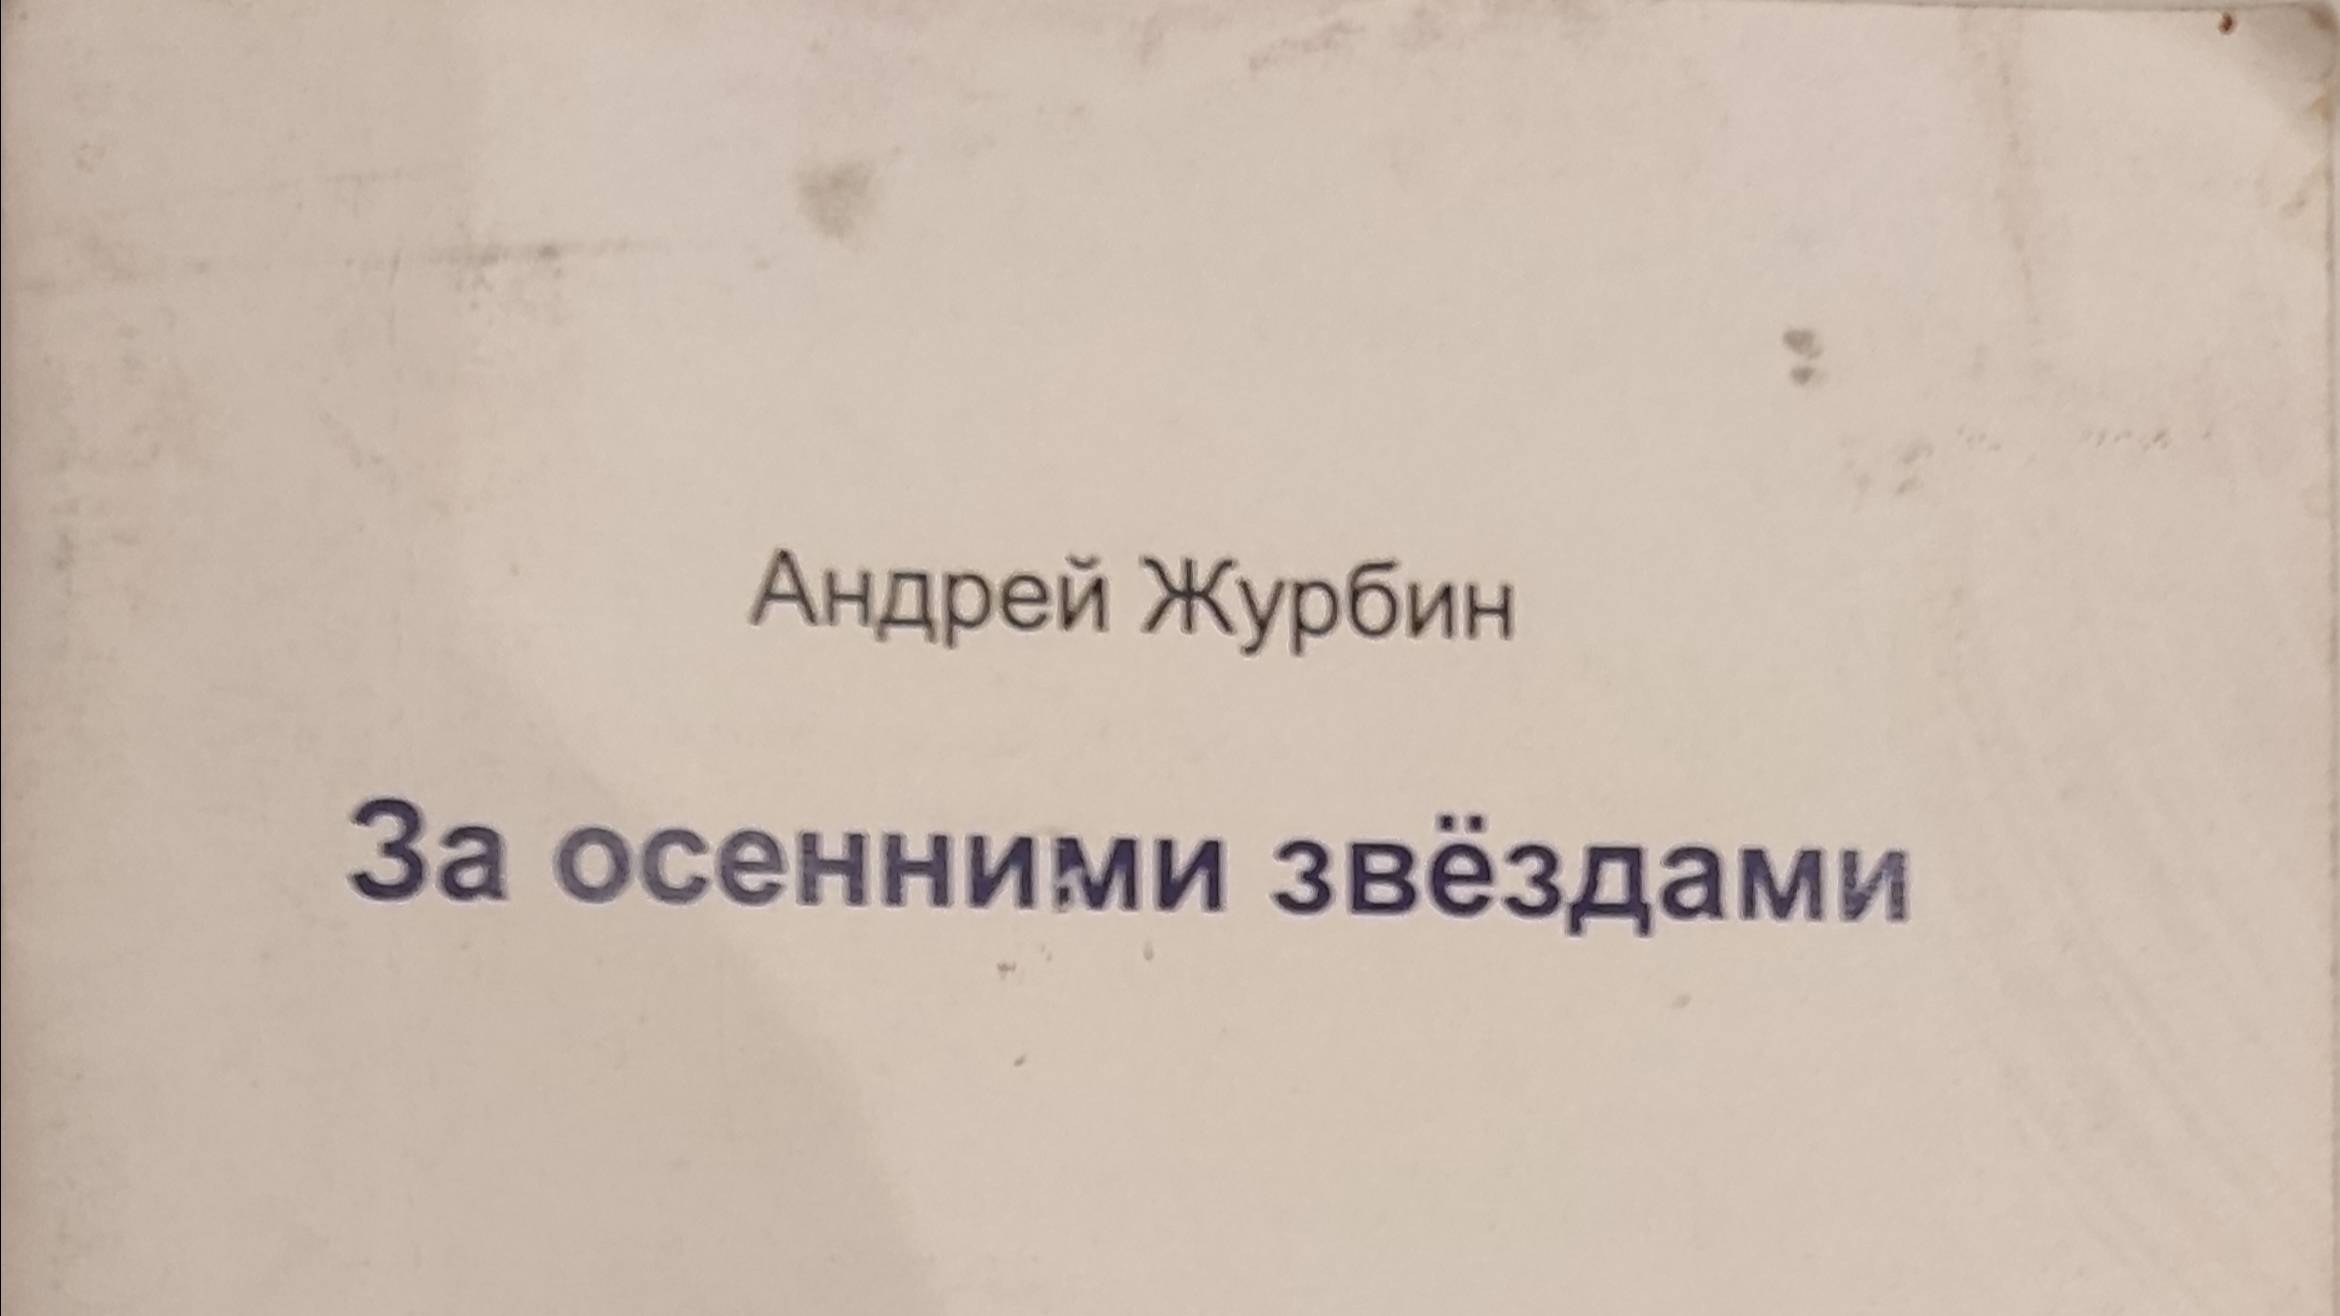 Андрей Журбин
За осенними звёздами